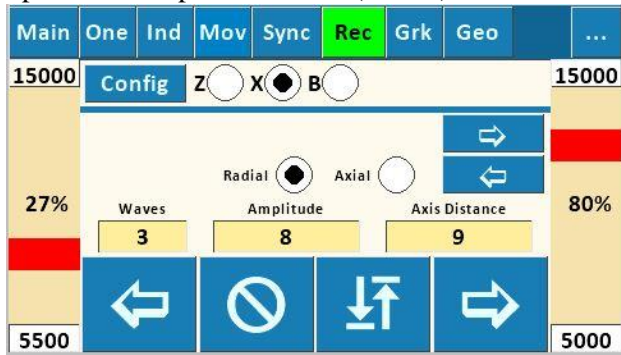 Main One Ind Mov Sync Rec Grk Geo ...
15000 Config Z X B 15000
Radial Axial
27% Waves Amplitude Axis Distance 80%
3 8 9
5500 5000